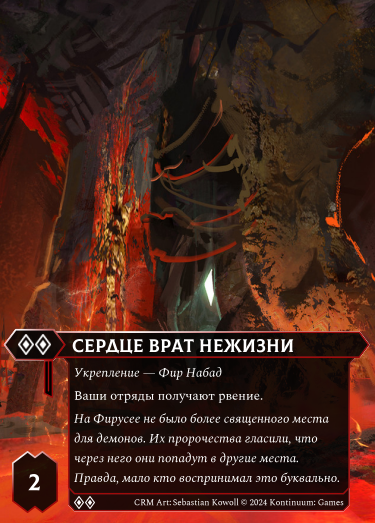 СЕРДЦЕ ВРАТ НЕЖИЗНИ
Укрепление — Фир Набад
Ваши отряды получают рвение.
На Фирусее не было более священного места
для демонов. Их пророчества гласили, что
через него они попадут в другие места.
Правда, мало кто воспринимал это буквально.
2
CRM Art: Sebastian Kowoll © 2024 Kontinuum: Games